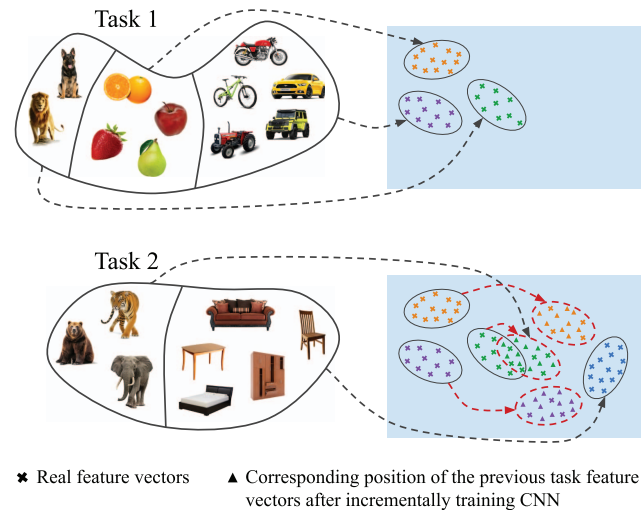 Task 1
Task 2
Real feature vectors
Corresponding position of the previous task feature
vectors after incrementally training CNN